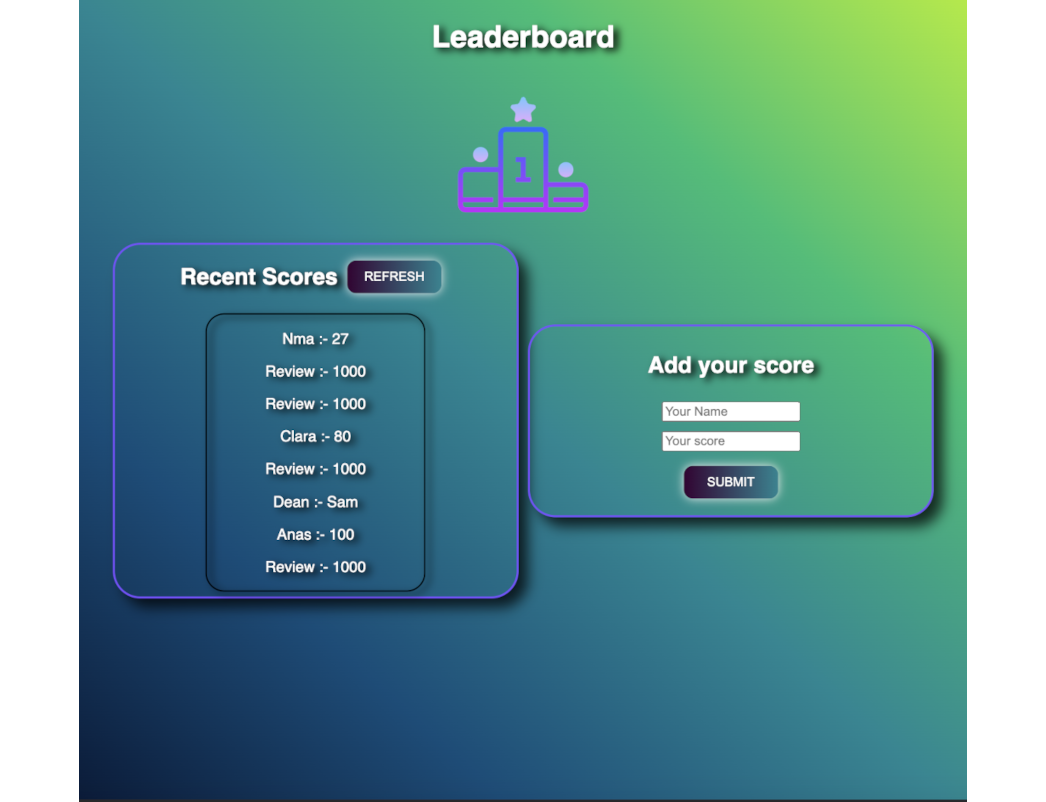 Leaderboard
1
Recent Scores REFRESH
Nma :- 27
Review :- 1000
Review :- 1000
Clara :- 80
Review :- 1000
Dean :- Sam
Anas :- 100
Review :- 1000
Add your score
Your Name
Your score
SUBMIT